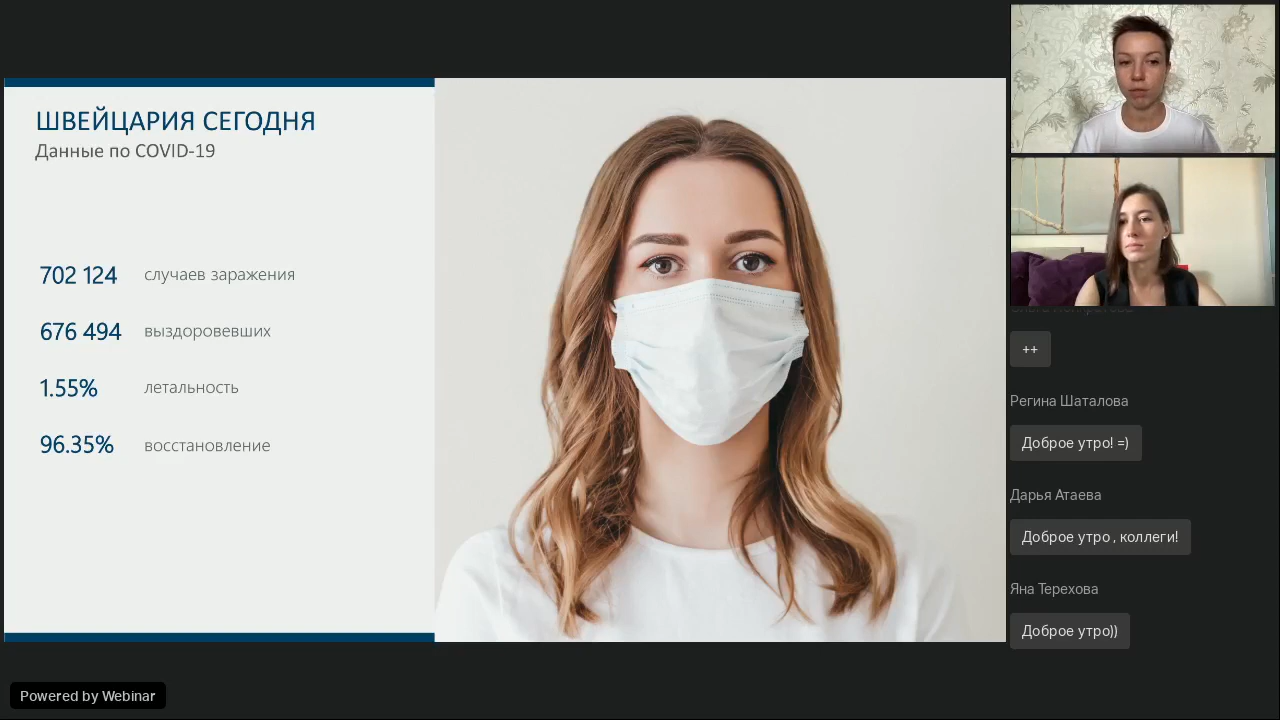 ШВЕЙЦАРИЯ СЕГОДНЯ
Данные по COVID-19
702 124 случаев заражения
676 494 выздоровевших
1.55% летальность
96.35% восстановление
++
Регина Шаталова
Доброе утро! =)
Дарья Атаева
Доброе утро , коллеги!
Яна Терехова
Доброе утро))
Powered by Webinar